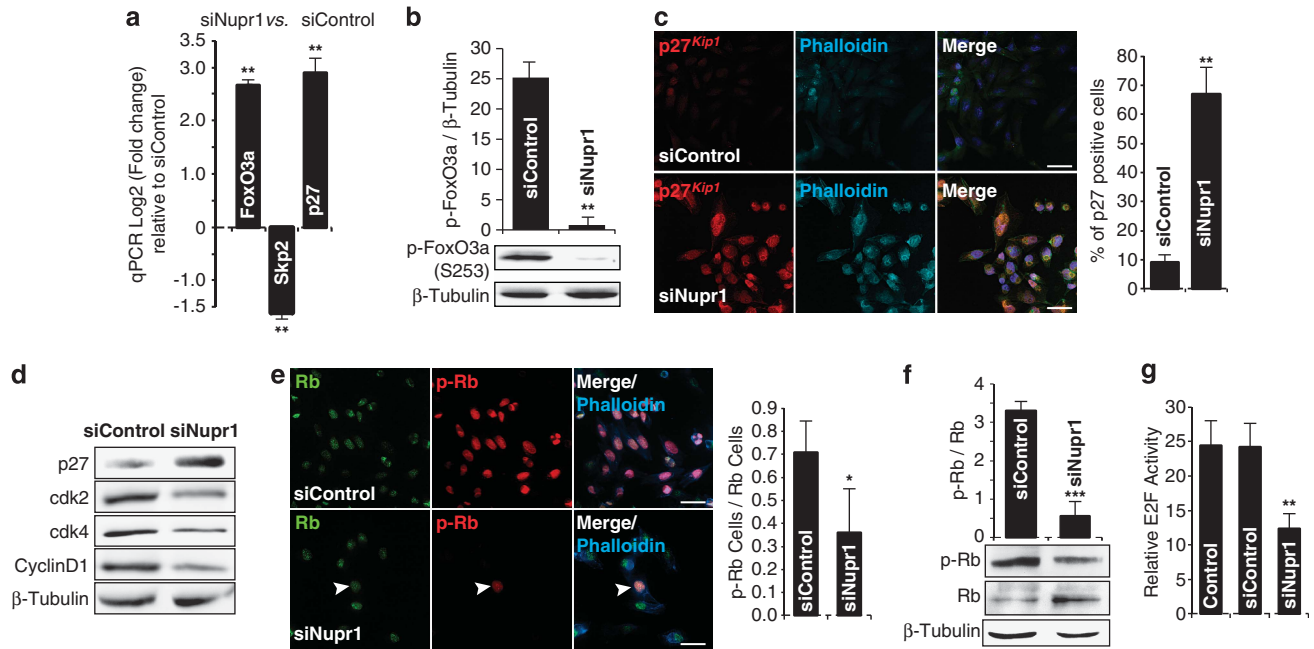 a
siNupr1 vs. siControl
qPCR Log2 (Fold change)
relative to siControl
3.5
3.0
2.0
1.0
0
-1.0
-1.5
**
FoxO3a
Skp2
**
**
p27
b
p-FoxO3a / β-Tubulin
30
25
20
15
10
5
0
siControl
siNupr1
**
p-FoxO3a
(S253)
β-Tubulin
c
p27Kip1
Phalloidin
Merge
siControl
p27Kip1
Phalloidin
Merge
siNupr1
% of p27 positive cells
80
70
60
50
40
30
20
10
0
siControl
**
siNupr1
d
siControl siNupr1
p27
cdk2
cdk4
CyclinD1
β-Tubulin
e
Rb
p-Rb
Merge/
Phalloidin
siControl
Rb
p-Rb
Merge/
Phalloidin
siNupr1
p-Rb Cells / Rb Cells
0.9
0.8
0.7
0.6
0.5
0.4
0.3
0.2
0.1
0.0
siControl
*
siNupr1
f
p-Rb / Rb
4
3
2
1
0
siControl
siNupr1
***
p-Rb
Rb
β-Tubulin
g
Relative E2F Activity
30
25
20
15
10
5
0
Control
siControl
**
siNupr1